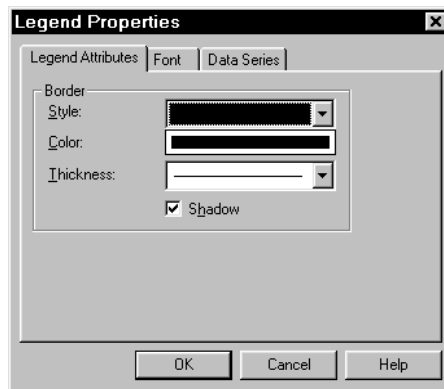 Legend Properties
Legend Attributes Font Data Series
Border
Style:
Color:
Thickness:
Shadow
OK Cancel Help